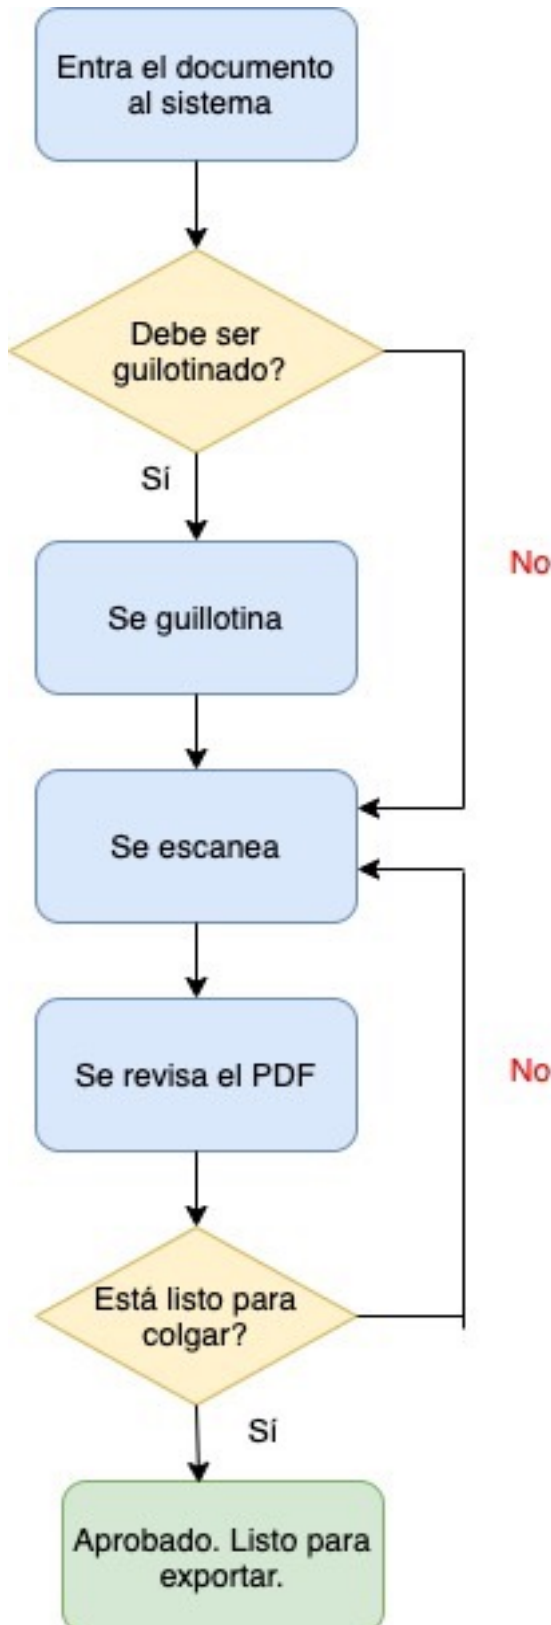 Entra el documento
al sistema
Debe ser
guilotinado?
Sí
No
Se guillotina
Se escanea
Se revisa el PDF
No
Está listo para
colgar?
Sí
Aprobado. Listo para
exportar.